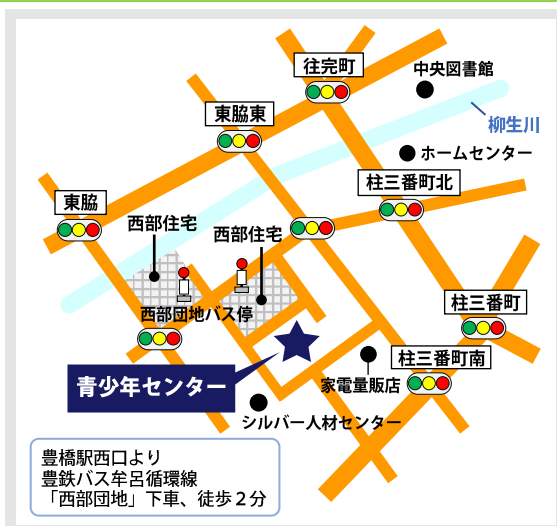 往完町
中央図書館
東脇東
柳生川
ホームセンター
柱三番町北
東脇
西部住宅
西部住宅
西部団地バス停
柱三番町
柱三番町南
青少年センター
家電量販店
シルバー人材センター
豊橋駅西口より
豊鉄バス牟呂循環線
「西部団地」下車、徒歩２分